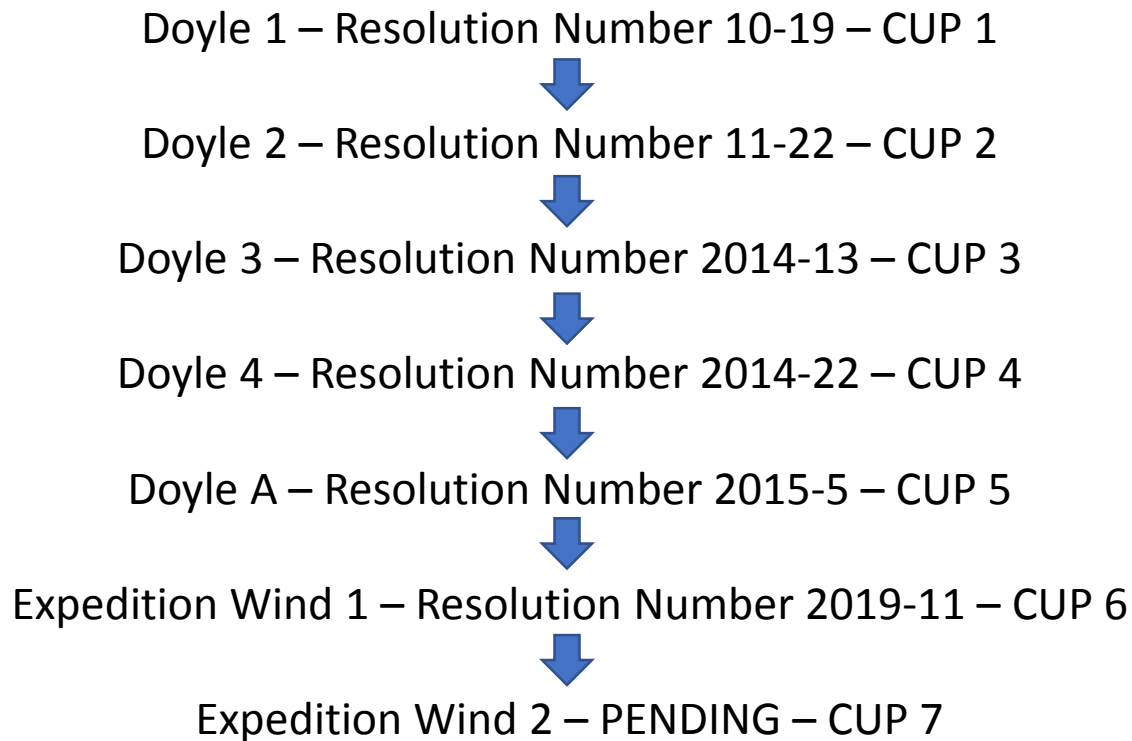 Doyle 1 – Resolution Number 10-19 – CUP 1
Doyle 2 – Resolution Number 11-22 – CUP 2
Doyle 3 – Resolution Number 2014-13 – CUP 3
Doyle 4 – Resolution Number 2014-22 – CUP 4
Doyle A – Resolution Number 2015-5 – CUP 5
Expedition Wind 1 – Resolution Number 2019-11 – CUP 6
Expedition Wind 2 – PENDING – CUP 7